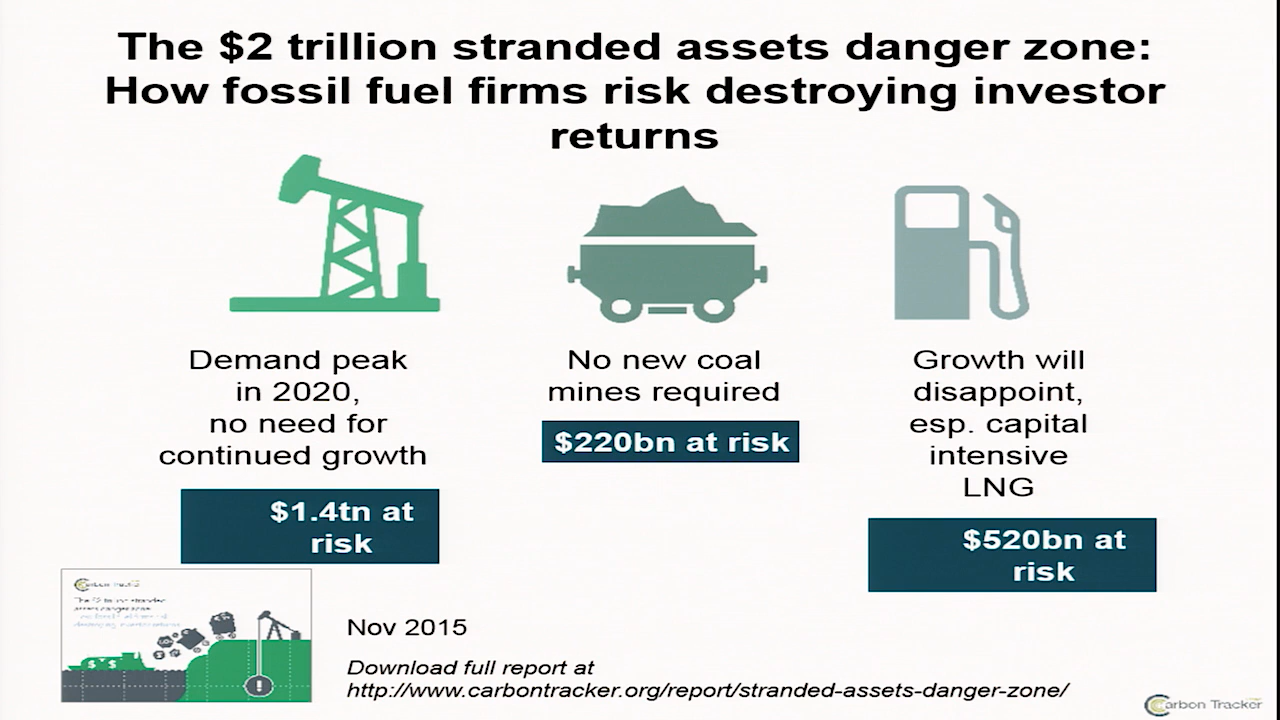 The $2 trillion stranded assets danger zone:
How fossil fuel firms risk destroying investor
returns
Demand peak
in 2020,
no need for
continued growth
$1.4tn at
risk
No new coal
mines required
$220bn at risk
Growth will
disappoint,
esp. capital
intensive
LNG
$520bn at
risk
Nov 2015
Download full report at
http://www.carbontracker.org/report/stranded-assets-danger-zone/
Carbon Tracker